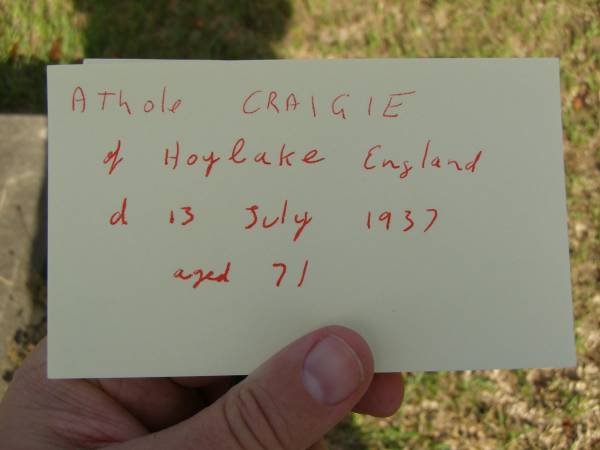 Athole CRAIGIE
of Hoylake England
d 13 July 1937
aged 71